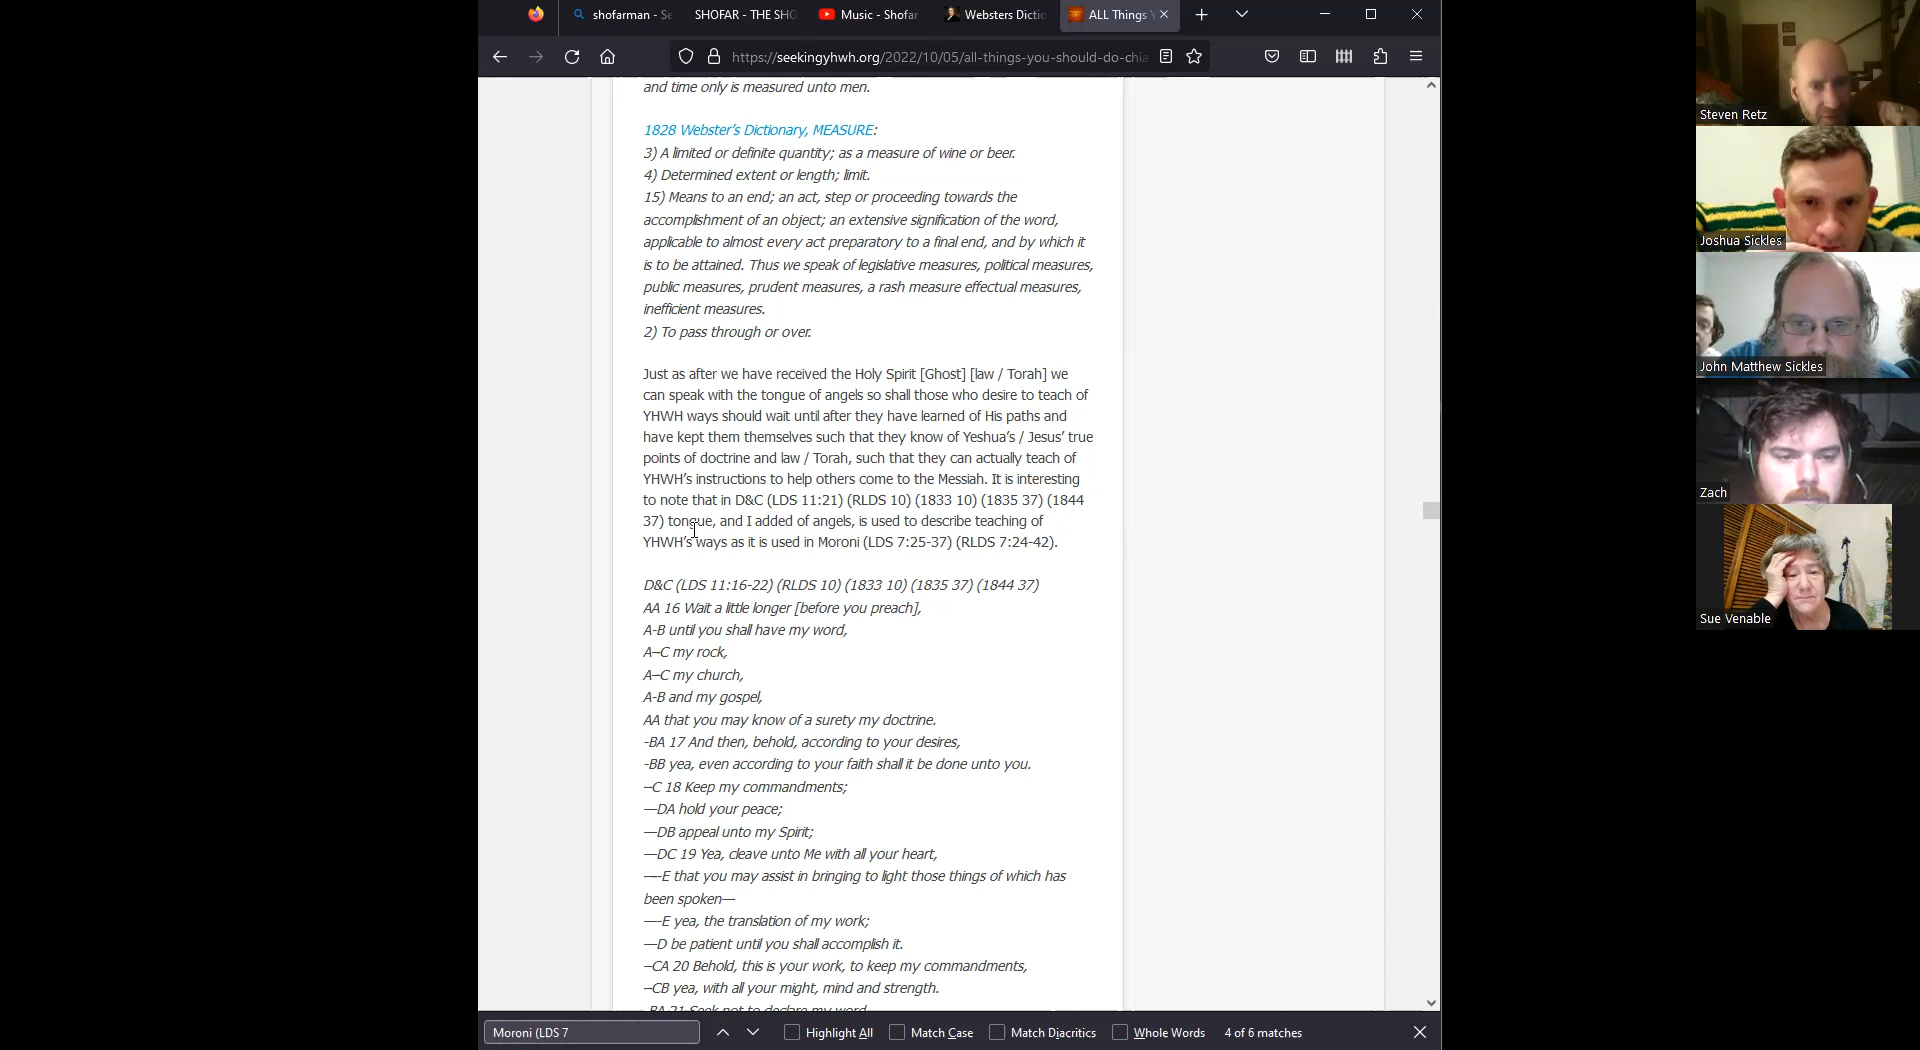 shofarman - Se
SHOFAR - THE SHO
Music - Shofar
Websters Dictio
ALL Things Y
https://seekingyhwh.org/2022/10/05/all-things-you-should-do-chia
and time only is measured unto men.
1828 Webster’s Dictionary, MEASURE:
3) A limited or definite quantity; as a measure of wine or beer.
4) Determined extent or length; limit.
15) Means to an end; an act, step or proceeding towards the
accomplishment of an object; an extensive signification of the word,
applicable to almost every act preparatory to a final end, and by which it
is to be attained. Thus we speak of legislative measures, political measures,
public measures, prudent measures, a rash measure effectual measures,
inefficient measures.
2) To pass through or over.
Just as after we have received the Holy Spirit [Ghost] [law / Torah] we
can speak with the tongue of angels so shall those who desire to teach of
YHWH ways should wait until after they have learned of His paths and
have kept them themselves such that they know of Yeshua’s / Jesus’ true
points of doctrine and law / Torah, such that they can actually teach of
YHWH’s instructions to help others come to the Messiah. It is interesting
to note that in D&C (LDS 11:21) (RLDS 10) (1833 10) (1835 37) (1844
37) tongue, and I added of angels, is used to describe teaching of
YHWH’s ways as it is used in Moroni (LDS 7:25-37) (RLDS 7:24-42).
D&C (LDS 11:16-22) (RLDS 10) (1833 10) (1835 37) (1844 37)
AA 16 Wait a little longer [before you preach],
A-B until you shall have my word,
A–C my rock,
A–C my church,
A-B and my gospel,
AA that you may know of a surety my doctrine.
-BA 17 And then, behold, according to your desires,
-BB yea, even according to your faith shall it be done unto you.
–C 18 Keep my commandments;
—DA hold your peace;
—DB appeal unto my Spirit;
—DC 19 Yea, cleave unto Me with all your heart,
—-E that you may assist in bringing to light those things of which has
been spoken—
—-E yea, the translation of my work;
—D be patient until you shall accomplish it.
–CA 20 Behold, this is your work, to keep my commandments,
–CB yea, with all your might, mind and strength.
-BA 21 Seek not to declare my word,
Moroni (LDS 7
Highlight All
Match Case
Match Diacritics
Whole Words
4 of 6 matches
Steven Retz
Joshua Sickles
John Matthew Sickles
Zach
Sue Venable